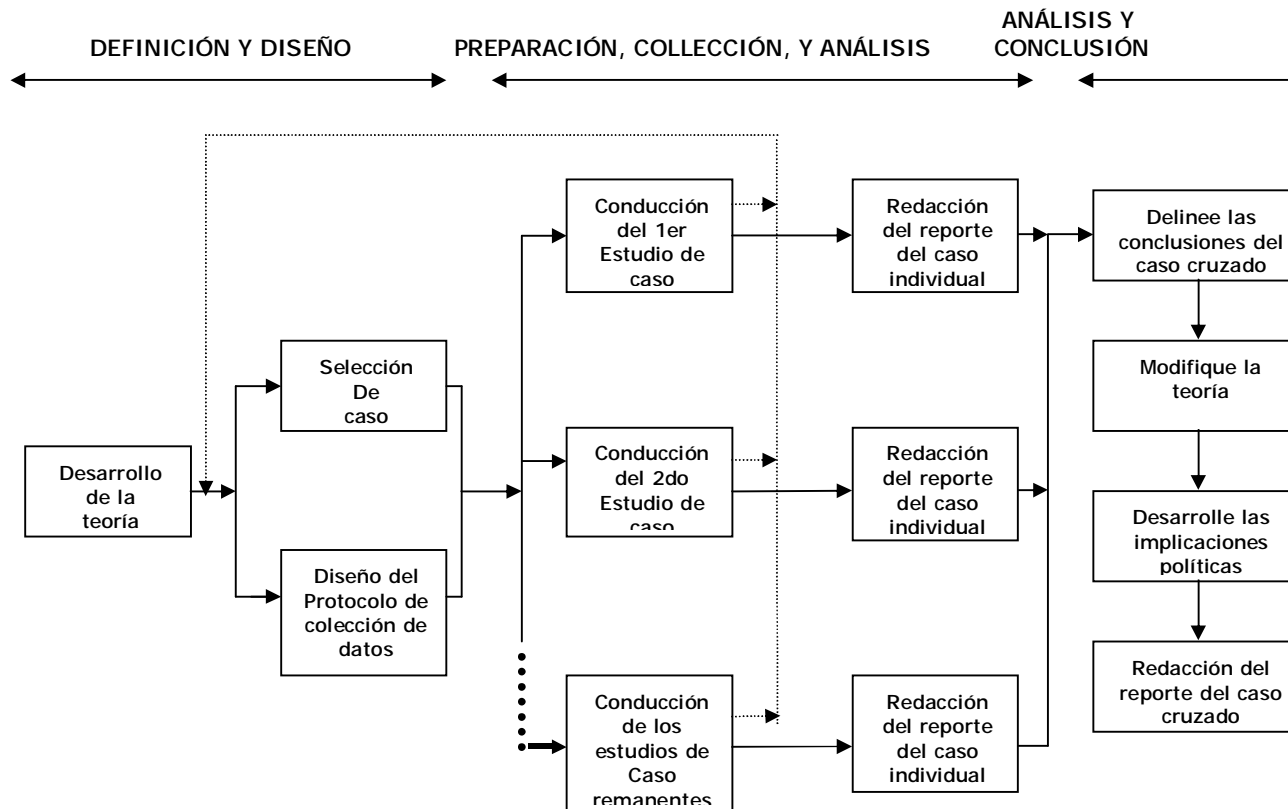 ANÁLISIS Y
CONCLUSIÓN
DEFINICIÓN Y DISEÑO
PREPARACIÓN, COLLECCIÓN, Y ANÁLISIS
Desarrollo
de la
teoría
Selección
De
caso
Diseño del
Protocolo de
colección de
datos
Conducción
del 1er
Estudio de
caso
Conducción
del 2do
Estudio de
caso
Conducción
de los
estudios de
Caso
remanentes
Redacción
del reporte
del caso
individual
Redacción
del reporte
del caso
individual
Redacción
del reporte
del caso
individual
Delinee las
conclusiones del
caso cruzado
Modifique la
teoría
Desarrolle las
implicaciones
políticas
Redacción del
reporte del caso
cruzado